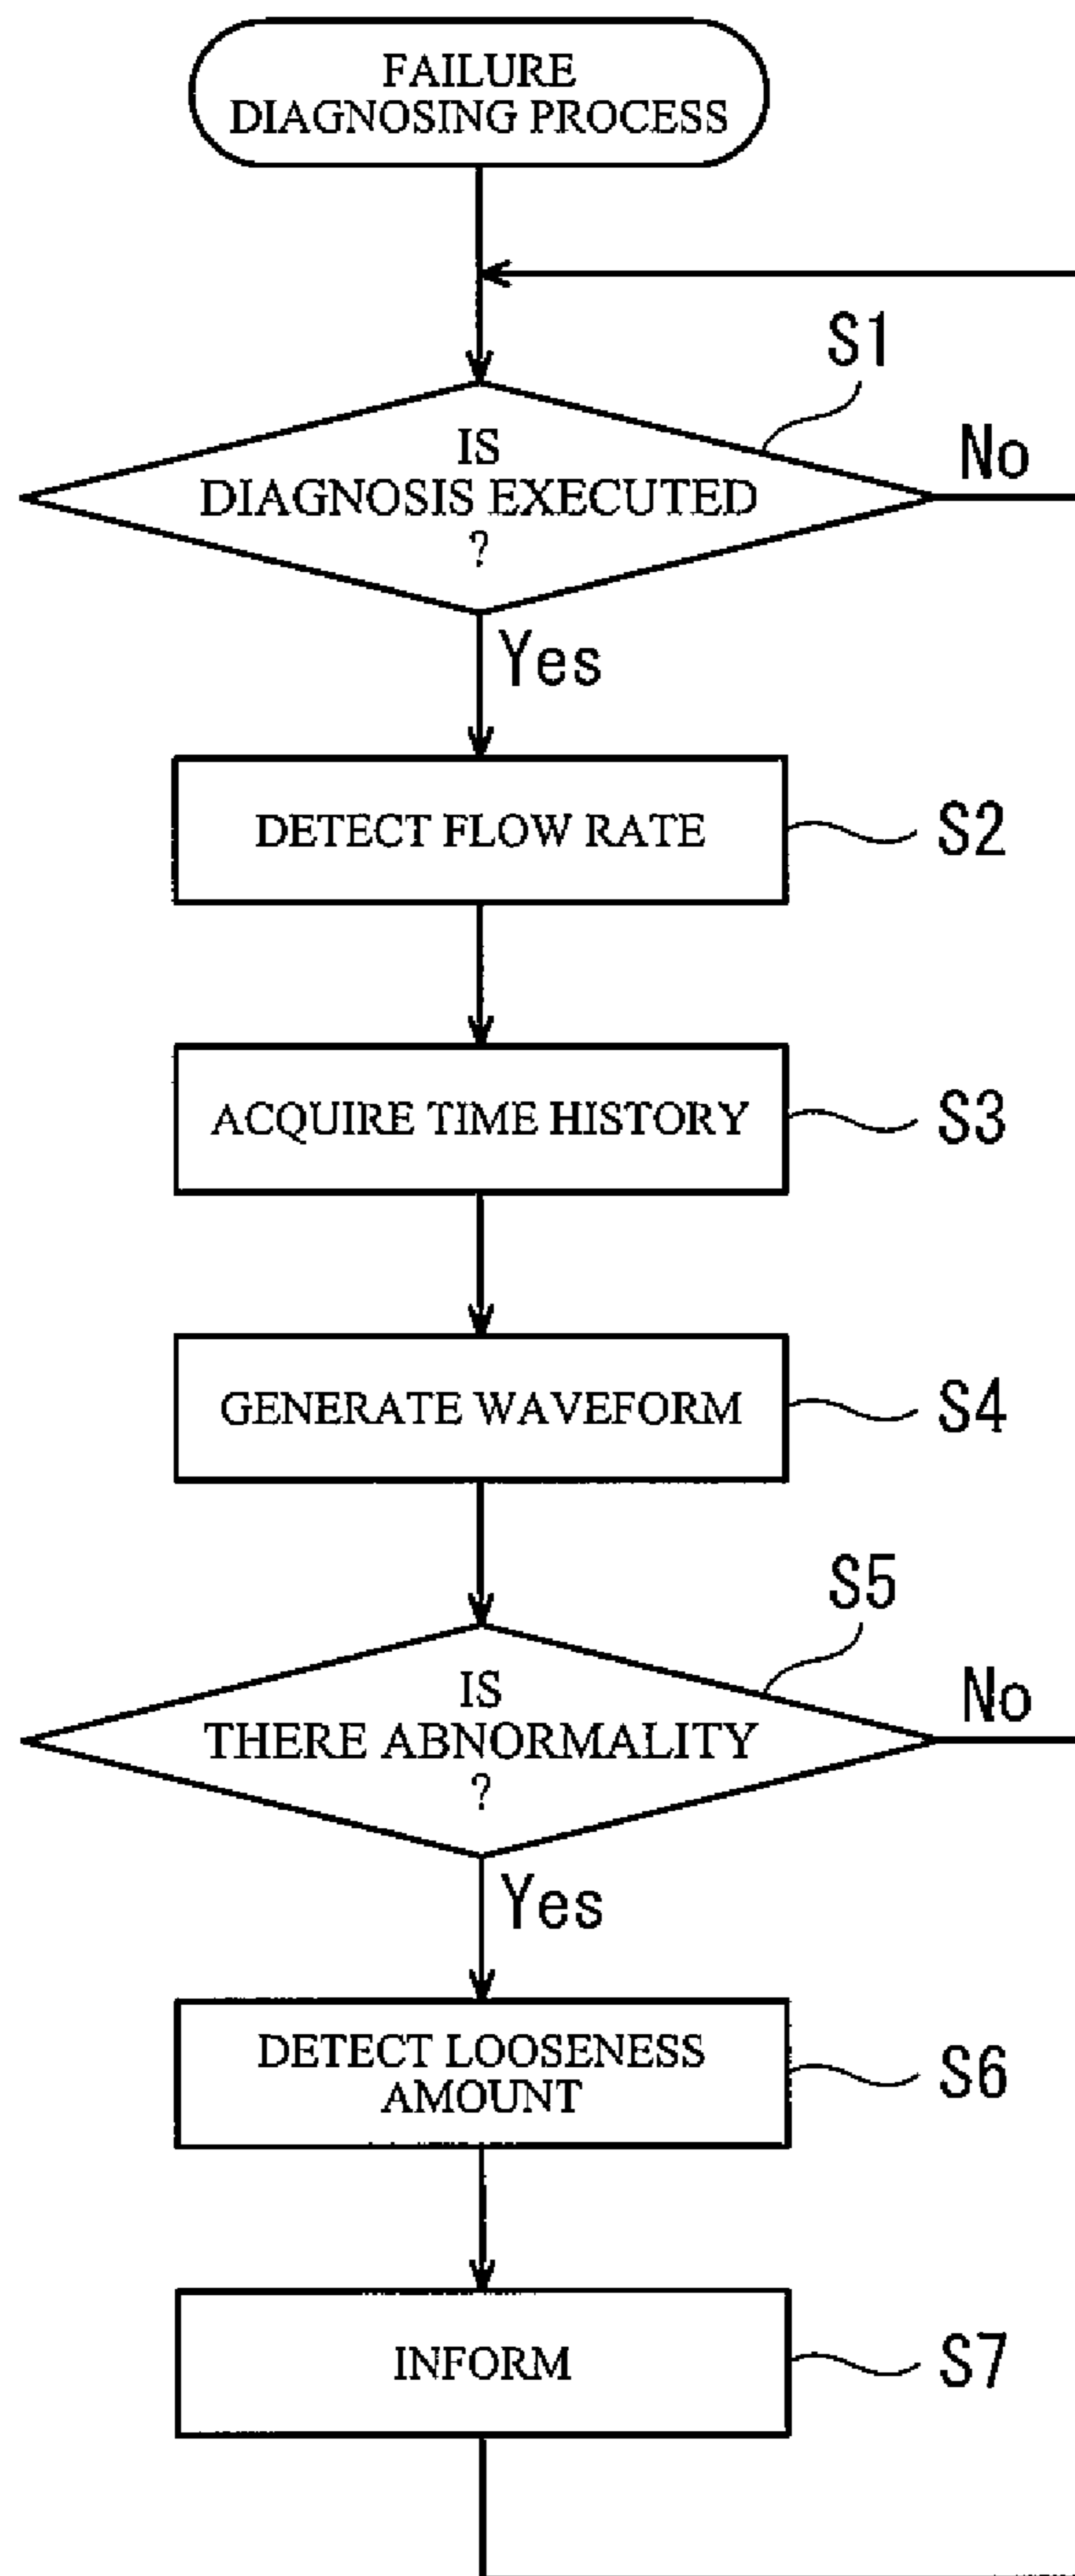 FAILURE
DIAGNOSING PROCESS
S1
IS
DIAGNOSIS EXECUTED
?
No
Yes
DETECT FLOW RATE
S2
ACQUIRE TIME HISTORY
S3
GENERATE WAVEFORM
S4
S5
IS
THERE ABNORMALITY
?
No
Yes
DETECT LOOSENESS
AMOUNT
S6
INFORM
S7